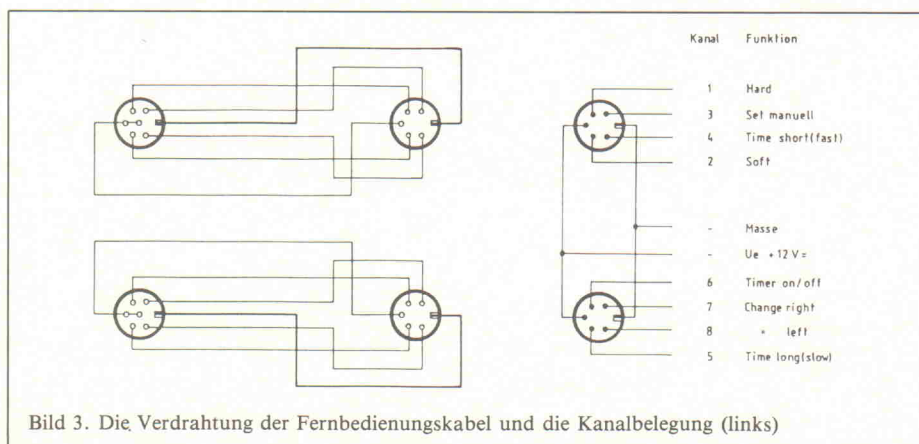 Kanal Funktion
1 Hard
3 Set manuell
4 Time short(fast)
2 Soft
- Masse
- Ue +12 V=
6 Timer on/off
7 Change right
8 " left
5 Time long(slow)
Bild 3. Die Verdrahtung der Fernbedienungskabel und die Kanalbelegung (links)